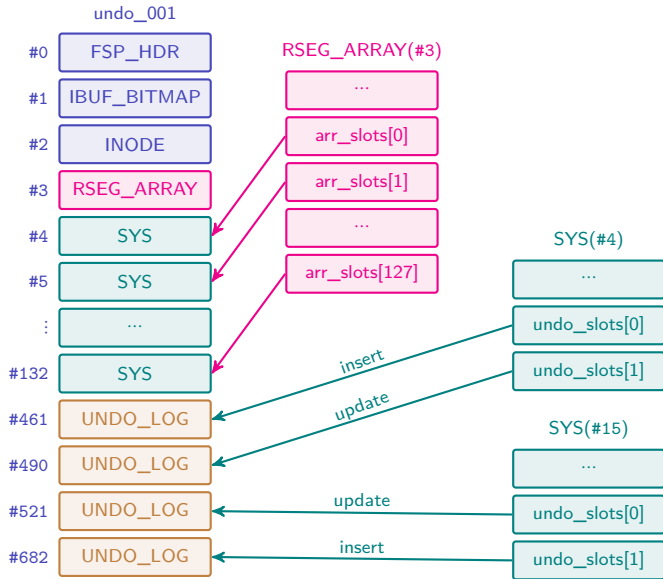 undo_001
#0 FSP_HDR
#1 IBUF_BITMAP
#2 INODE
#3 RSEG_ARRAY
#4 SYS
#5 SYS
⋮ ...
#132 SYS
#461 UNDO_LOG
#490 UNDO_LOG
#521 UNDO_LOG
#682 UNDO_LOG
RSEG_ARRAY(#3)
...
arr_slots[0]
arr_slots[1]
...
arr_slots[127]
insert
update
update
insert
SYS(#4)
...
undo_slots[0]
undo_slots[1]
SYS(#15)
...
undo_slots[0]
undo_slots[1]